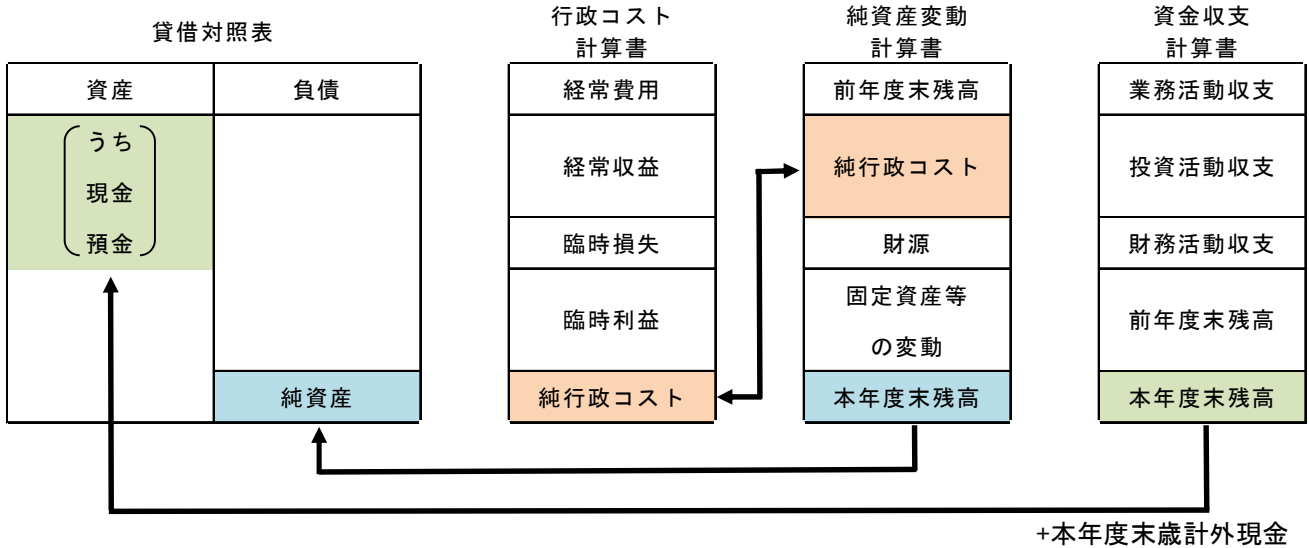 貸借対照表
資産
負債
うち
現金
預金
純資産
行政コスト
計算書
経常費用
経常収益
臨時損失
臨時利益
純行政コスト
純資産変動
計算書
前年度末残高
純行政コスト
財源
固定資産等
の変動
本年度末残高
資金収支
計算書
業務活動収支
投資活動収支
財務活動収支
前年度末残高
本年度末残高
+本年度末歳計外現金